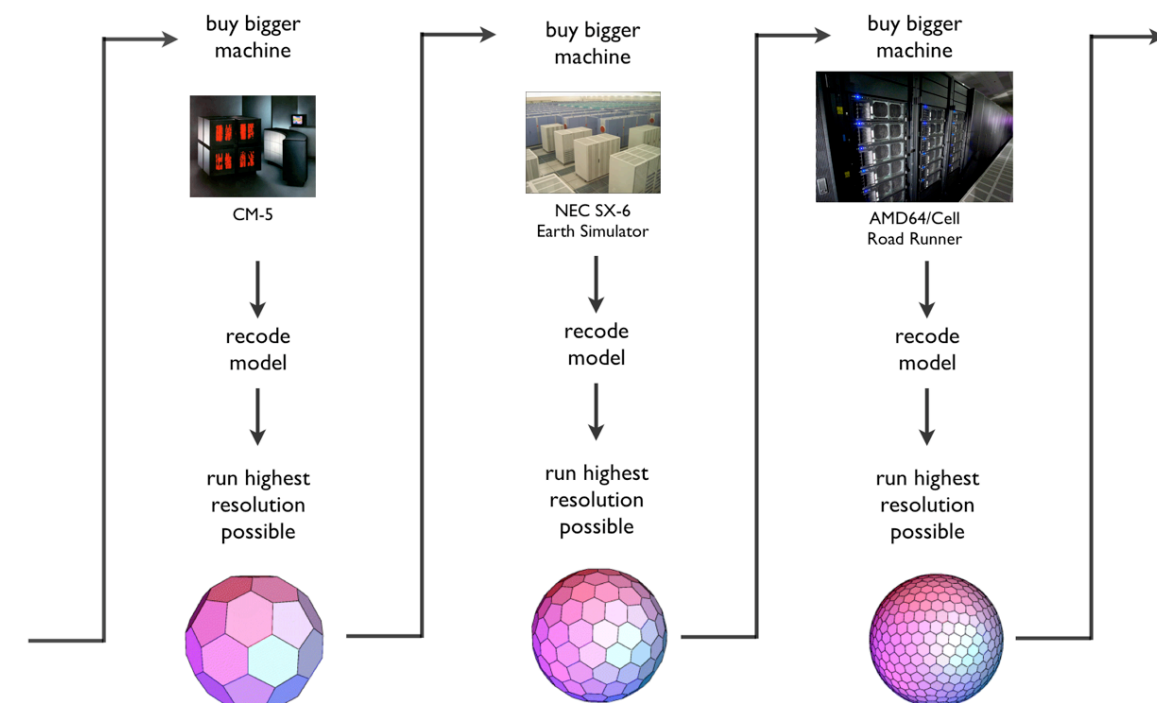 buy bigger
machine
CM-5
recode
model
run highest
resolution
possible
buy bigger
machine
NEC SX-6
Earth Simulator
recode
model
run highest
resolution
possible
buy bigger
machine
AMD64/Cell
Road Runner
recode
model
run highest
resolution
possible